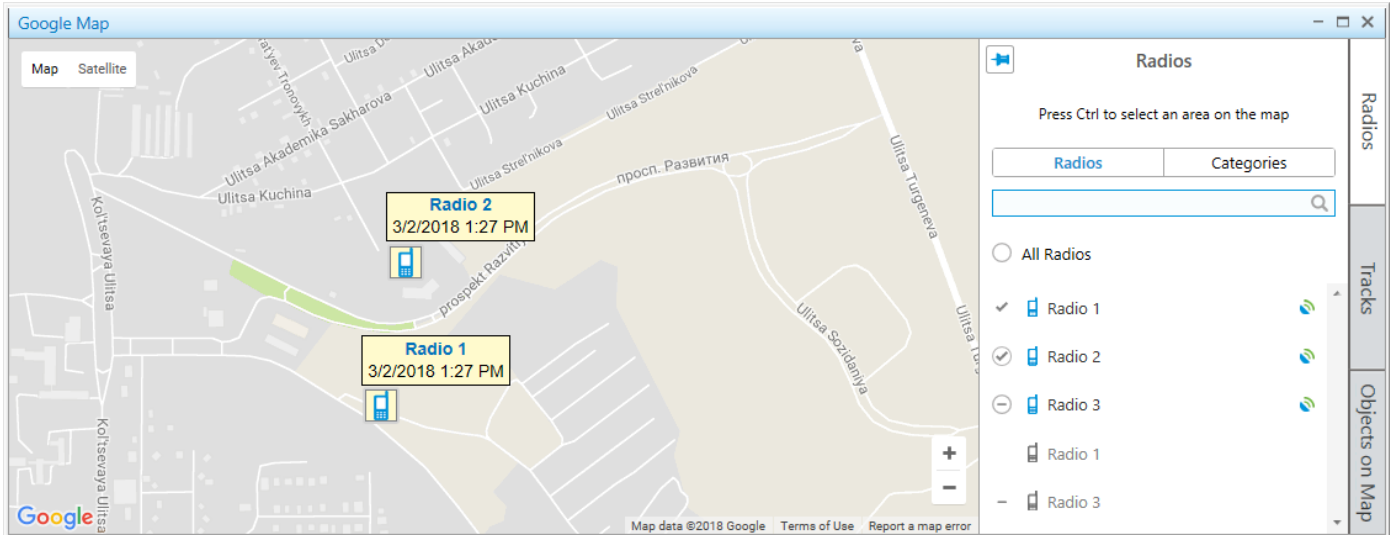 Google Map
Map Satellite
Ulitsa Akademika Sakharova
Ulitsa Kuchina
Ulitsa Strel'nikova
Ulitsa Strel'nikova
Ulitsa Kuchina
просп. Развития
Ulitsa Turgeneva
Kol'tsevaya Ulitsa
Radio 2
3/2/2018 1:27 PM
prospekt Razvitiy
Ulitsa Sozidaniya
Radio 1
3/2/2018 1:27 PM
Kol'tsevaya Ulitsa
Google
Map data ©2018 Google Terms of Use Report a map error
Radios
Press Ctrl to select an area on the map
Radios Categories
All Radios
Radio 1
Radio 2
Radio 3
Radio 1
Radio 3
Radios
Tracks
Objects on Map